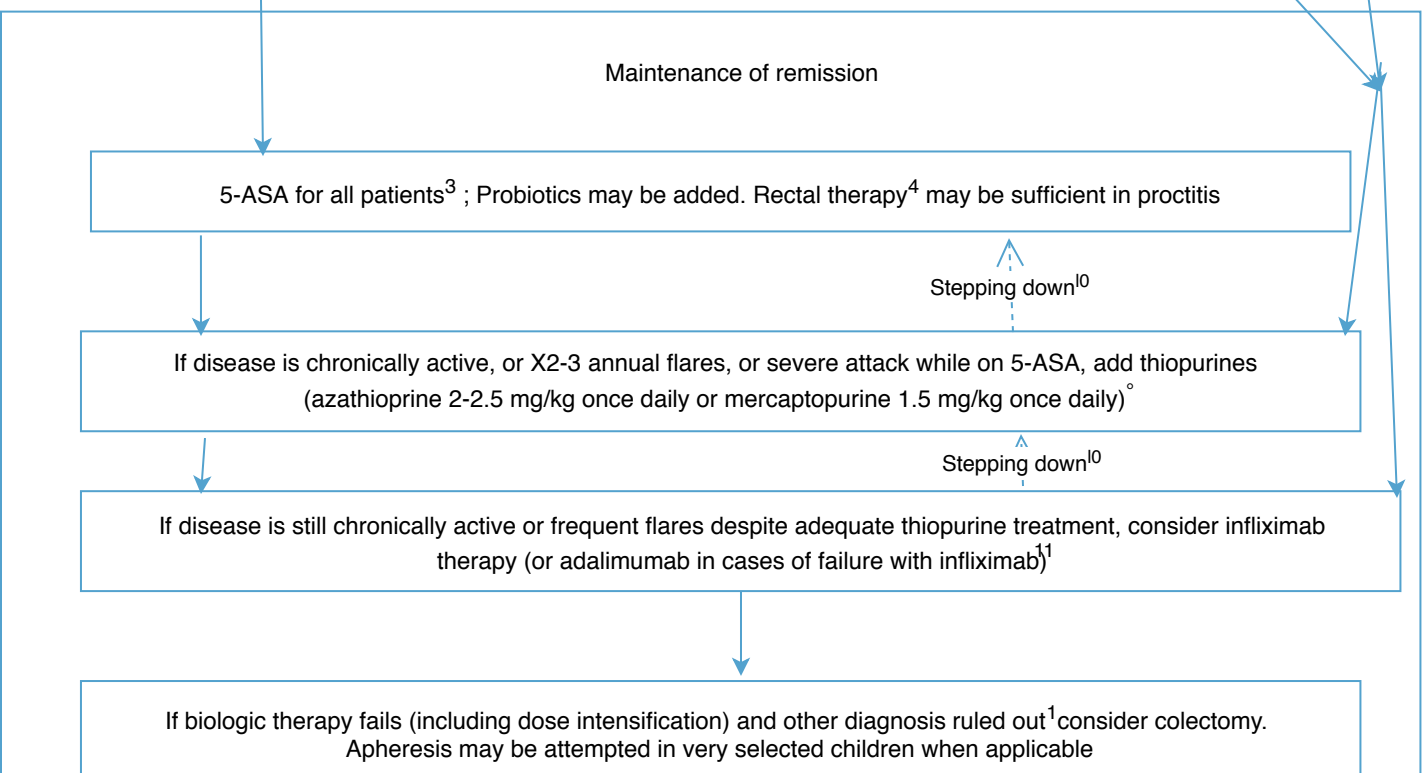 Maintenance of remission
5-ASA for all patients3 ; Probiotics may be added. Rectal therapy4 may be sufficient in proctitis
Stepping downl0
If disease is chronically active, or X2-3 annual flares, or severe attack while on 5-ASA, add thiopurines
(azathioprine 2-2.5 mg/kg once daily or mercaptopurine 1.5 mg/kg once daily)°
Stepping downl0
If disease is still chronically active or frequent flares despite adequate thiopurine treatment, consider infliximab
therapy (or adalimumab in cases of failure with infliximab)11
If biologic therapy fails (including dose intensification) and other diagnosis ruled out1consider colectomy.
Apheresis may be attempted in very selected children when applicable